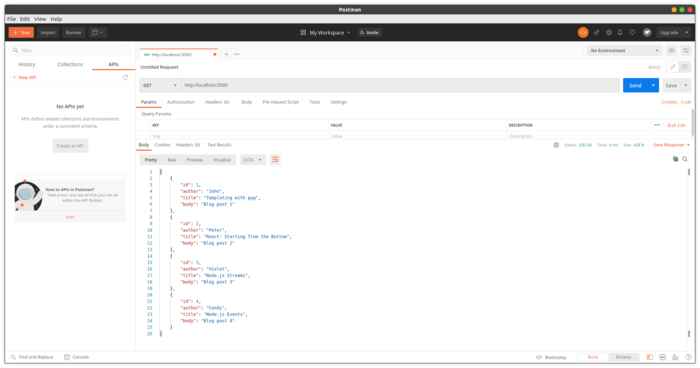 Postman
File Edit View Help
+ New Import Runner My Workspace Invite Upgrade
Filter
History Collections APIs
+ New API
No APIs yet
APIs define related collections and environments
under a consistent schema.
Create an API
New to APIs in Postman?
Take a tour and see all that you can do
within the API Builder
Start
GET http://localhost:3000/
No Environment
Untitled Request
BUILD
GET http://localhost:3000/ Send Save
Params Authorization Headers (6) Body Pre-request Script Tests Settings Cookies Code
Query Params
KEY VALUE DESCRIPTION Bulk Edit
Key Value Description
Body Cookies Headers (5) Test Results Status: 200 OK Save Response
Pretty Raw Preview Visualize JSON
1 [
2 {
3 "id": 1,
4 "author": "John",
5 "title": "Templating with pug",
6 "body": "Blog post 1"
7 },
8 {
9 "id": 2,
10 "author": "Peter",
11 "title": "React: Starting from the Bottom",
12 "body": "Blog post 2"
13 },
14 {
15 "id": 3,
16 "author": "Violet",
17 "title": "Node.js Streams",
18 "body": "Blog post 3"
19 },
20 {
21 "id": 4,
22 "author": "Candy",
23 "title": "Node.js Events",
24 "body": "Blog post 4"
25 }
26 ]
Find and Replace Console Bootcamp Build Browse